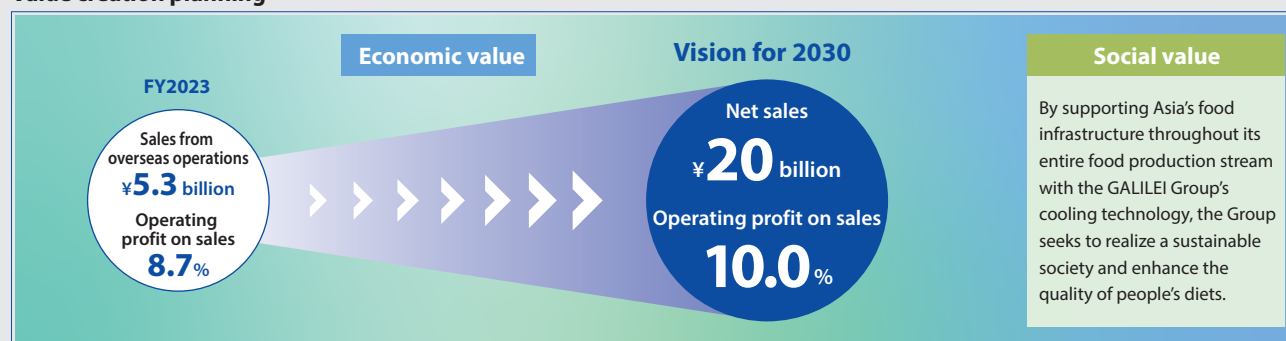 Value creation planning
Economic value
FY2023
Sales from
overseas operations
¥5.3 billion
Operating
profit on sales
8.7%
Vision for 2030
Net sales
¥20 billion
Operating profit on sales
10.0%
Social value
By supporting Asia's food
infrastructure throughout its
entire food production stream
with the GALILEI Group's
cooling technology, the Group
seeks to realize a sustainable
society and enhance the
quality of people's diets.